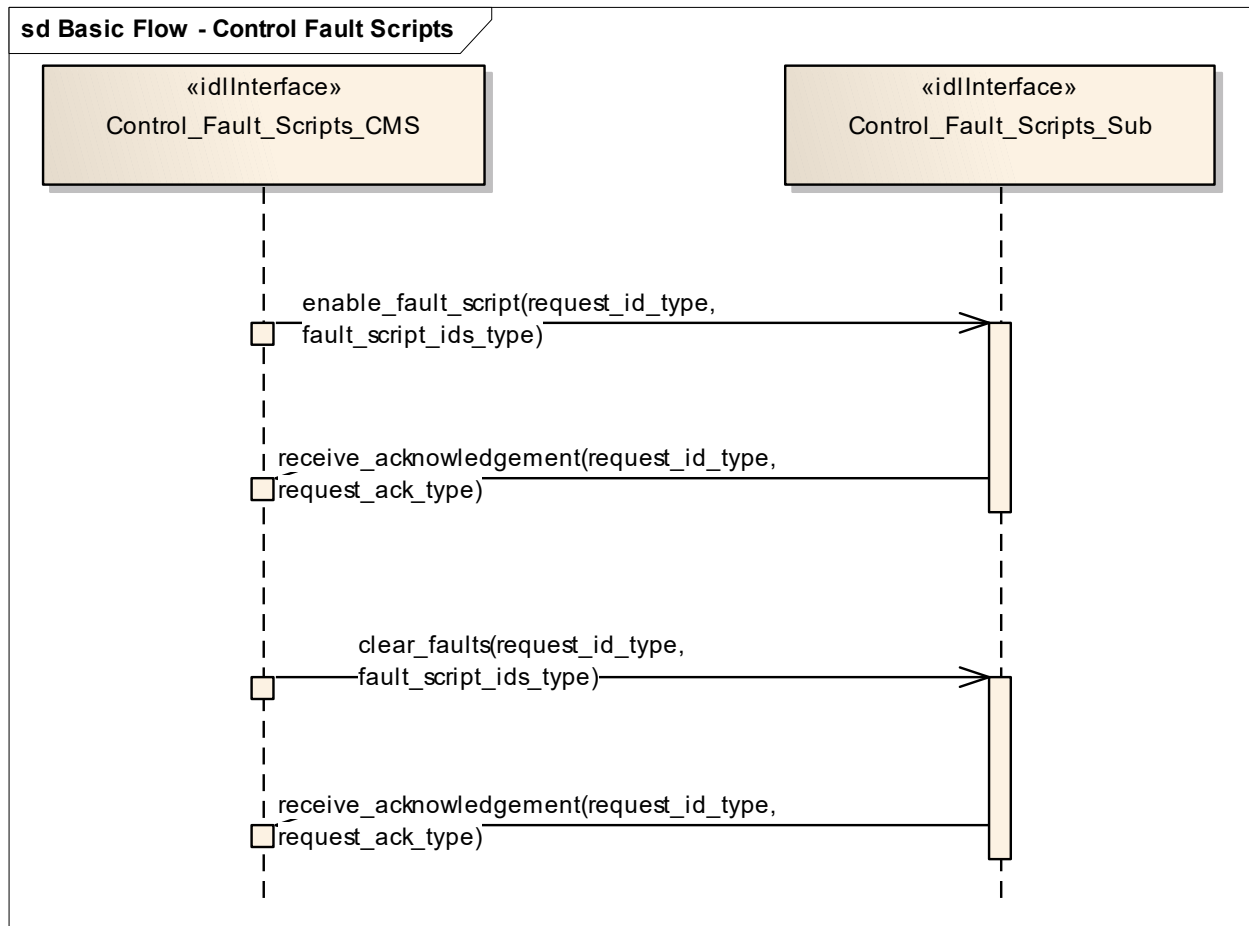 sd Basic Flow - Control Fault Scripts
«idlInterface»
Control_Fault_Scripts_CMS
«idlInterface»
Control_Fault_Scripts_Sub
enable_fault_script(request_id_type,
fault_script_ids_type)
receive_acknowledgement(request_id_type,
request_ack_type)
clear_faults(request_id_type,
fault_script_ids_type)
receive_acknowledgement(request_id_type,
request_ack_type)